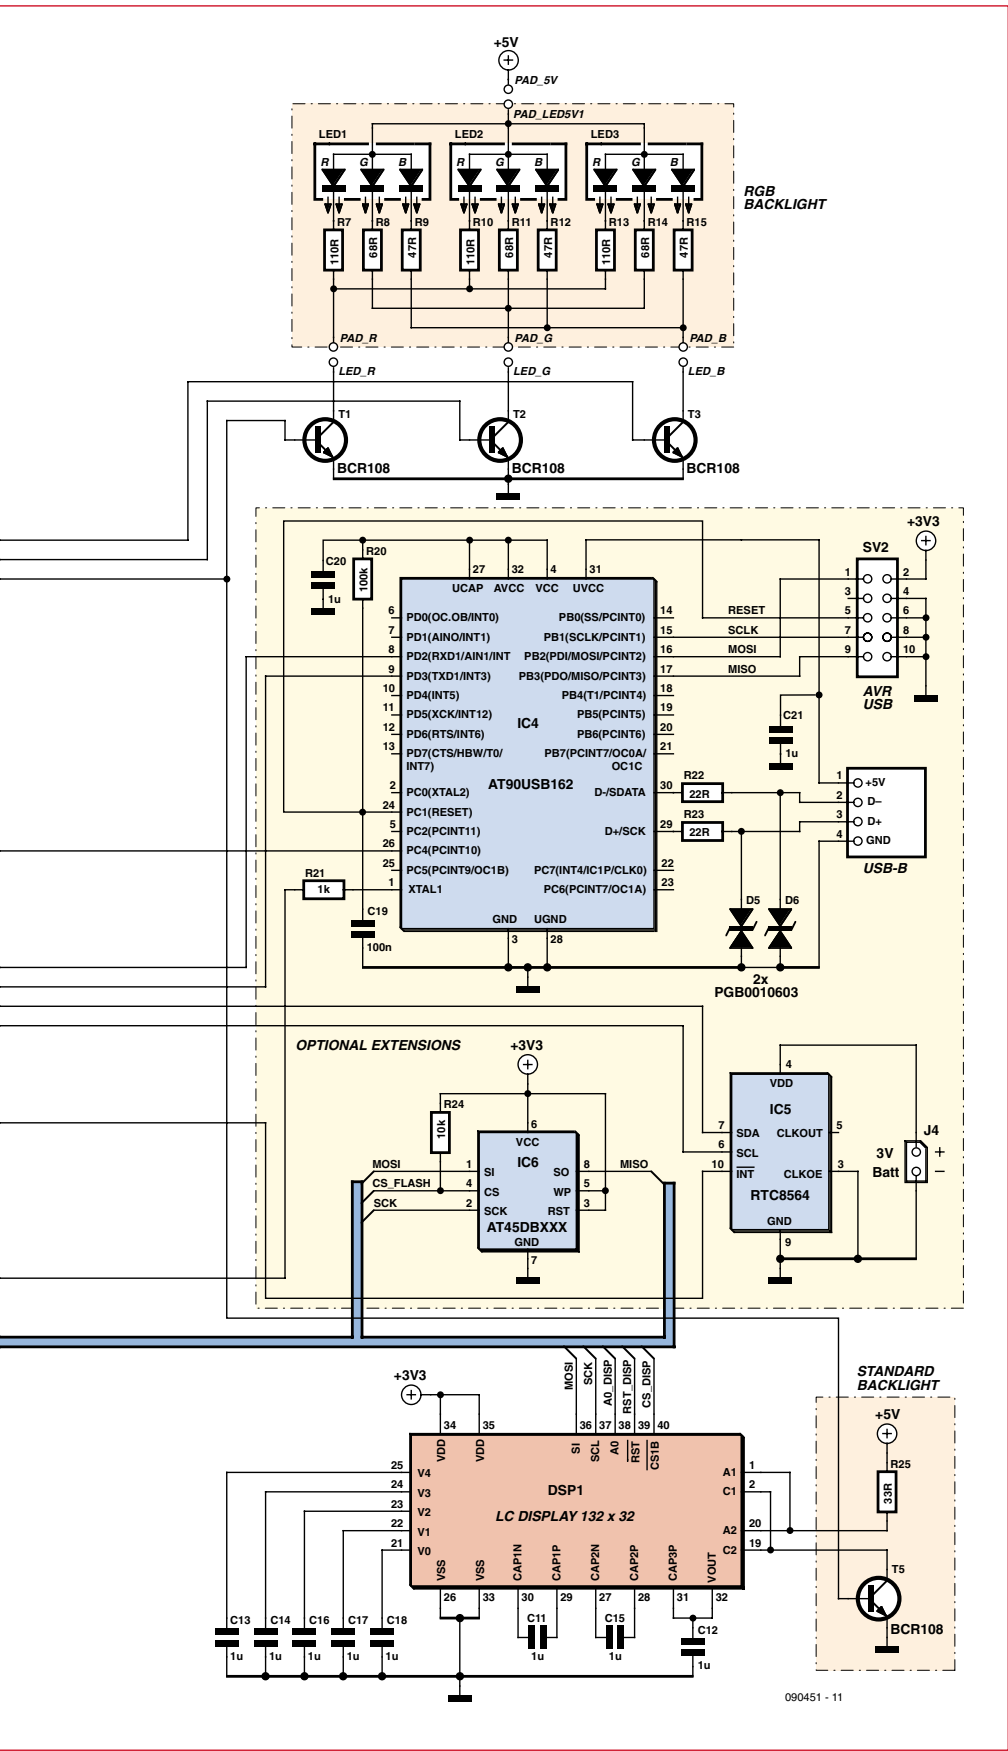 +5V
PAD_5V
PAD_LED5V1
LED1 LED2 LED3
R G B R G B R G B
RGB
BACKLIGHT
R7 R8 R9 R10 R11 R12 R13 R14 R15
110R 68R 47R 110R 68R 47R 110R 68R 47R
PAD_R PAD_G PAD_B
LED_R LED_G LED_B
T1 T2 T3
BCR108 BCR108 BCR108
+3V3
SV2
C20 R20
100k
1u
27 32 4 31
UCAP AVCC VCC UVCC
1 2
3 4
5 6
7 8
9 10
RESET
SCLK
MOSI
MISO
AVR
USB
6 PD0(OC.OB/INT0) PB0(SS/PCINT0) 14
7 PD1(AINO/INT1) PB1(SCLK/PCINT1) 15
8 PD2(RXD1/AIN1/INT PB2(PDI/MOSI/PCINT2) 16
9 PD3(TXD1/INT3) PB3(PDO/MISO/PCINT3) 17
10 PD4(INT5) PB4(T1/PCINT4) 18
11 PD5(XCK/INT12) PB5(PCINT5) 19
12 PD6(RTS/INT6) PB6(PCINT6) 20
13 PD7(CTS/HBW/T0/ PB7(PCINT7/OC0A/ 21
INT7) OC1C
IC4
AT90USB162
2 PC0(XTAL2) D-/SDATA 30
24 PC1(RESET)
5 PC2(PCINT11) D+/SCK 29
26 PC4(PCINT10)
25 PC5(PCINT9/OC1B) PC7(INT4/IC1P/CLK0) 22
1 XTAL1 PC6(PCINT7/OC1A) 23
GND UGND
3 28
C21
1u
R22
22R
R23
22R
1 +5V
2 D–
3 D+
4 GND
USB-B
R21
1k
C19
100n
D5 D6
2x
PGB0010603
OPTIONAL EXTENSIONS
+3V3
R24
10k
6
VCC
IC6
MOSI 1 SI SO 8 MISO
CS_FLASH 4 CS WP 5
SCK 2 SCK RST 3
AT45DBXXX
GND
7
4
VDD
IC5
7 SDA CLKOUT 5
6 SCL
10 INT CLKOE 3
RTC8564
GND
9
J4
3V +
Batt –
MOSI SCK A0_DISP RST_DISP CS_DISP
+3V3
34 35 36 37 38 39 40
VDD VDD SI SCL A0 RST CS1B
25 V4 A1 1
24 V3 C1 2
23 V2
22 V1 A2 20
21 V0 C2 19
DSP1
LC DISPLAY 132 x 32
VSS VSS CAP1N CAP1P CAP2N CAP2P CAP3P VOUT
26 33 30 29 27 28 31 32
STANDARD
BACKLIGHT
+5V
R25
33R
T5
BCR108
C13 C14 C16 C17 C18 C11 C15 C12
1u 1u 1u 1u 1u 1u 1u 1u
090451 - 11